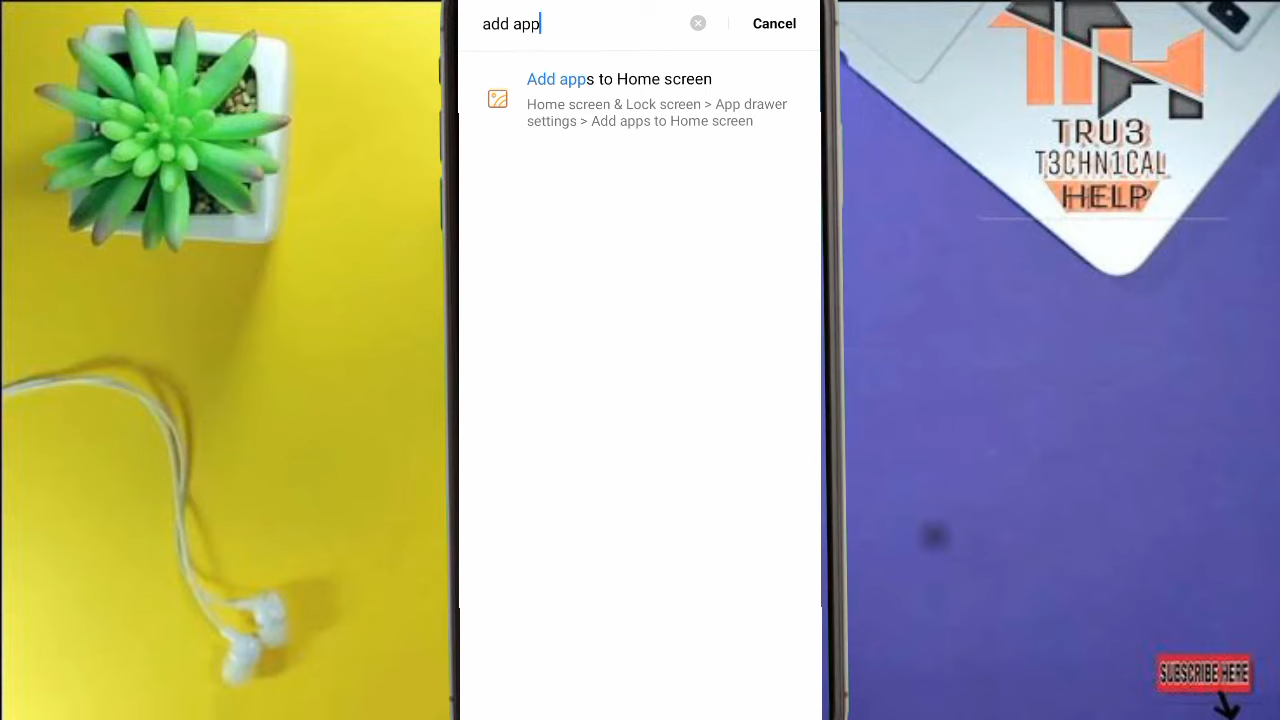 add app
Cancel
Add apps to Home screen
Home screen & Lock screen > App drawer
settings > Add apps to Home screen
TRU3
T3CHN1CAL
HELP
SUBSCRIBE HERE